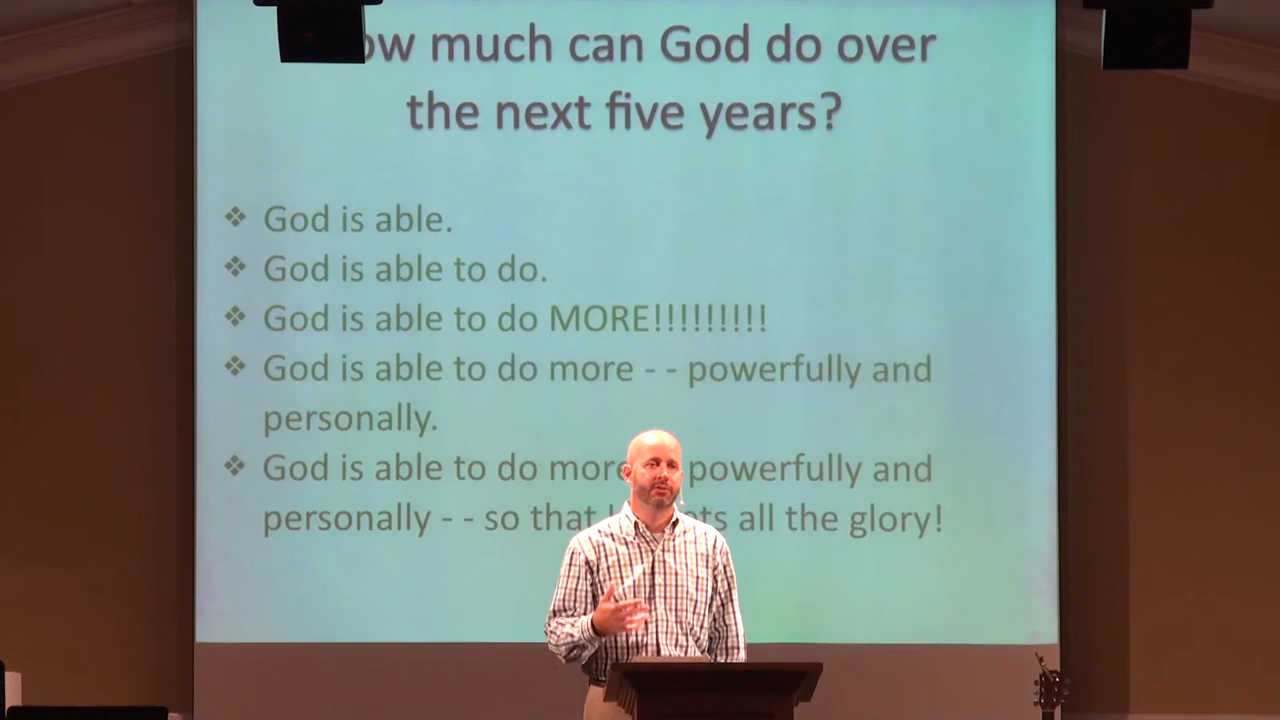 ow much can God do over
the next five years?
❖ God is able.
❖ God is able to do.
❖ God is able to do MORE!!!!!!!!!
❖ God is able to do more - - powerfully and
personally.
❖ God is able to do more powerfully and
personally - - so that all the glory!